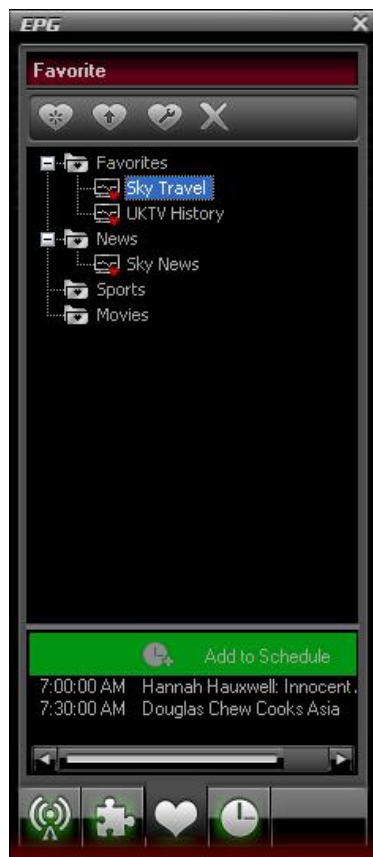 EPG
Favorite
Favorites
Sky Travel
UKTV History
News
Sky News
Sports
Movies
Add to Schedule
7:00:00 AM Hannah Hauxwell: Innocent.
7:30:00 AM Douglas Chew Cooks Asia